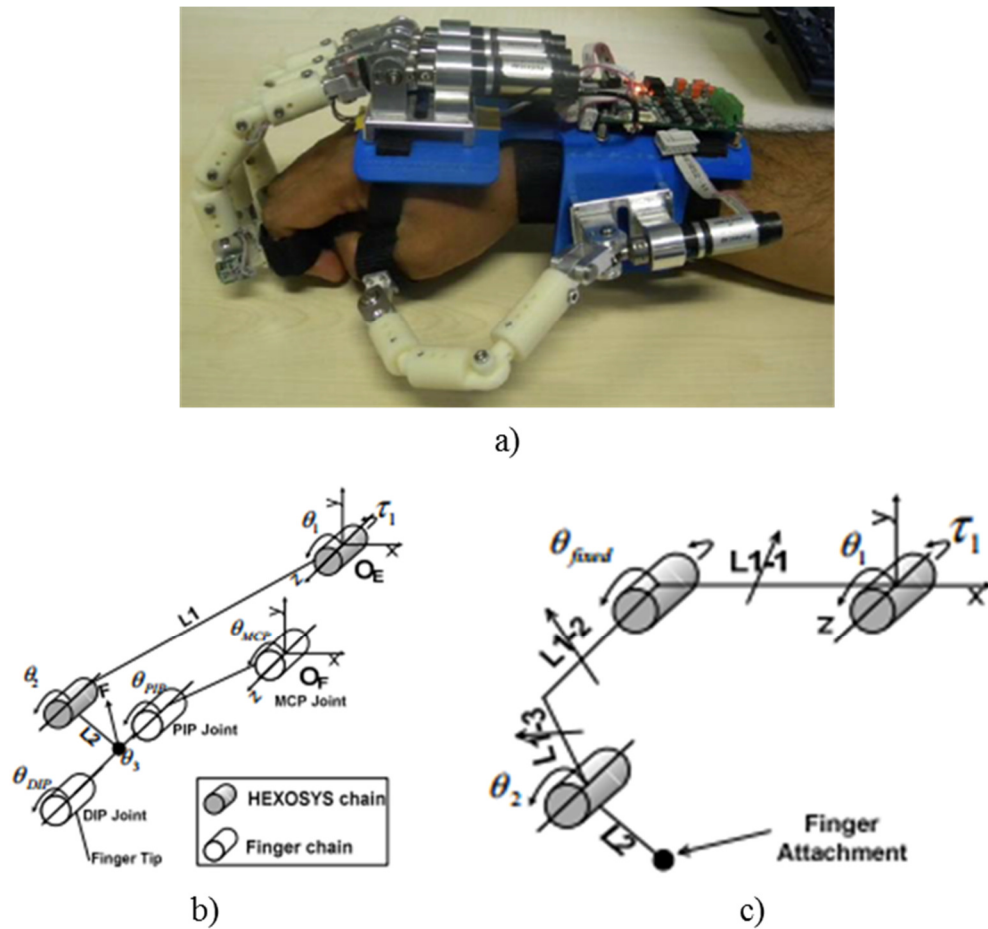 a)
y
θ1
τ1
x
z
OE
L1
y
θMCP
x
OF
z
MCP Joint
θ2
F
θPIP
PIP Joint
L2
θ3
θDIP
DIP Joint
Finger Tip
HEXOSYS chain
Finger chain
b)
θfixed
L1-1
y
θ1
τ1
x
z
L1-2
L1-3
θ2
L2
Finger
Attachment
c)